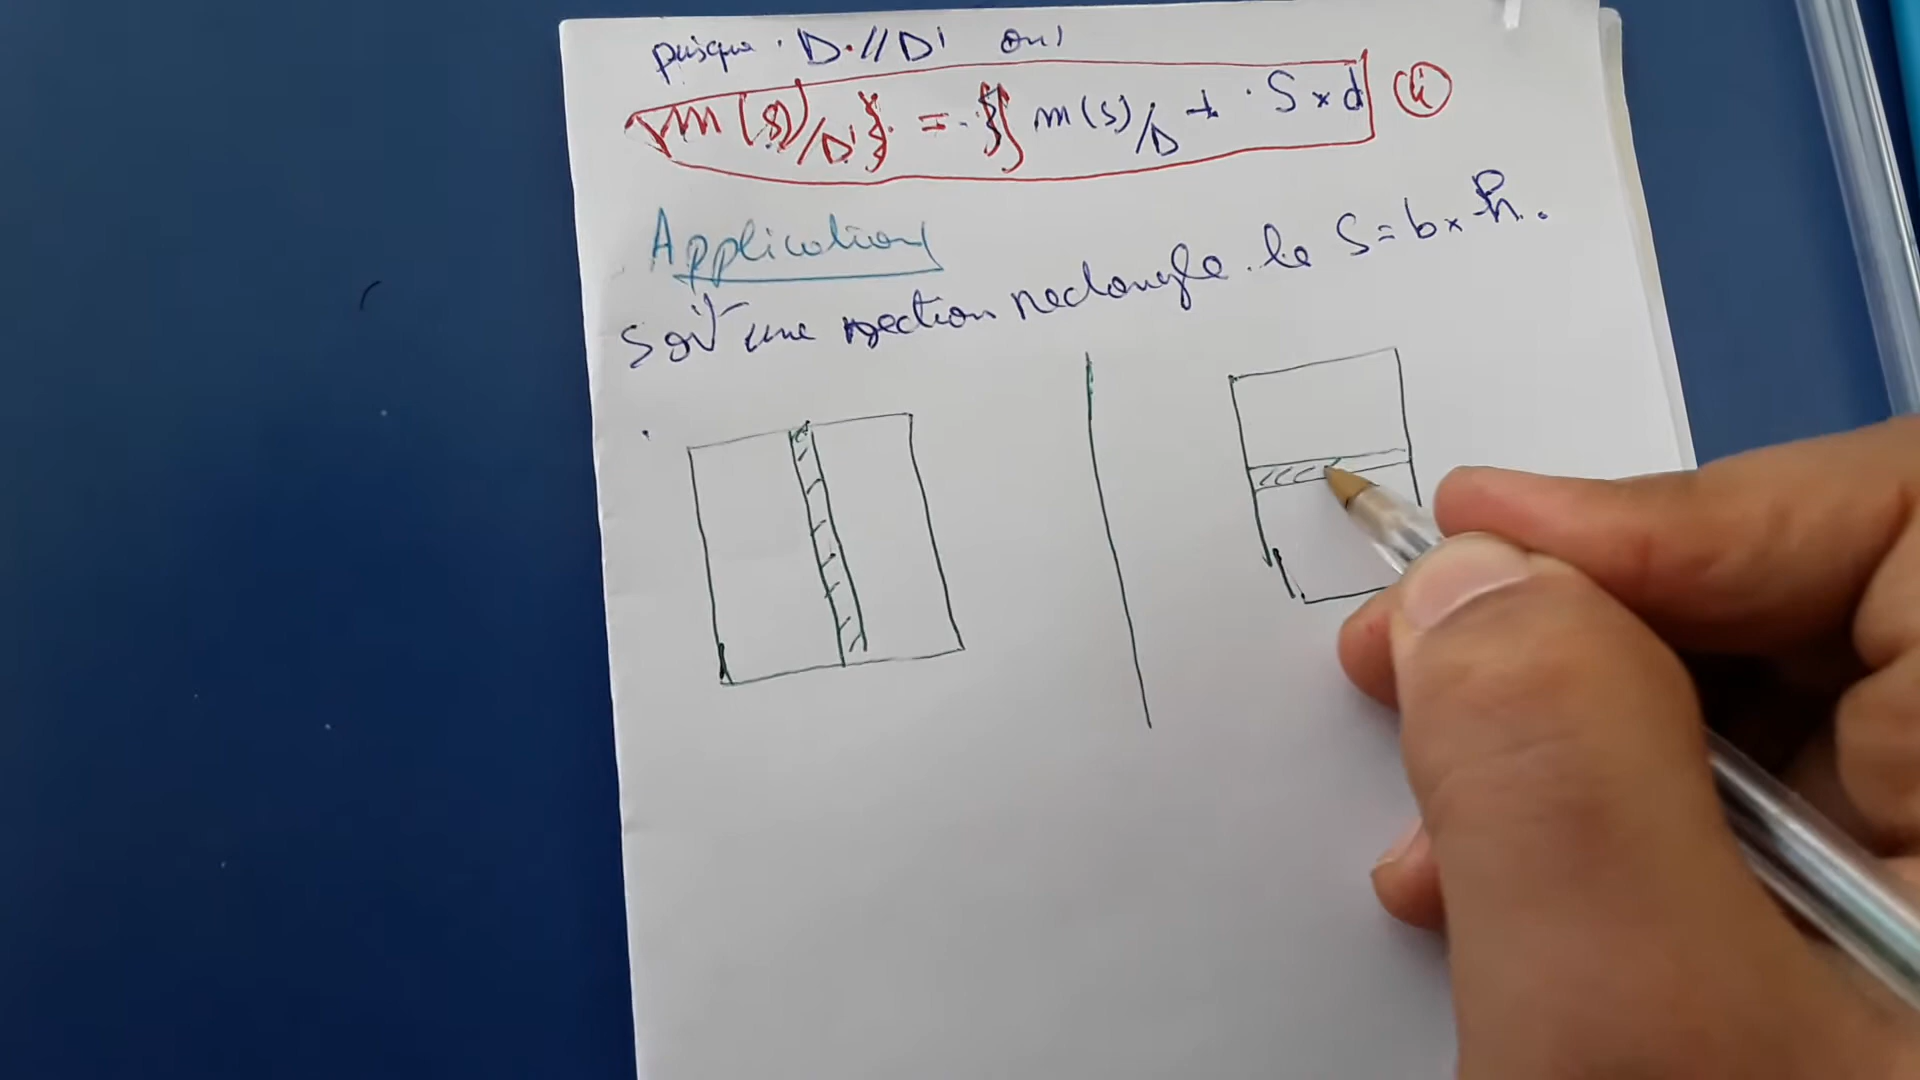 puisque D // D' on
m(S)/D' = m(S)/D + S × d
Application
Soit une section rectangle de S = b × h.